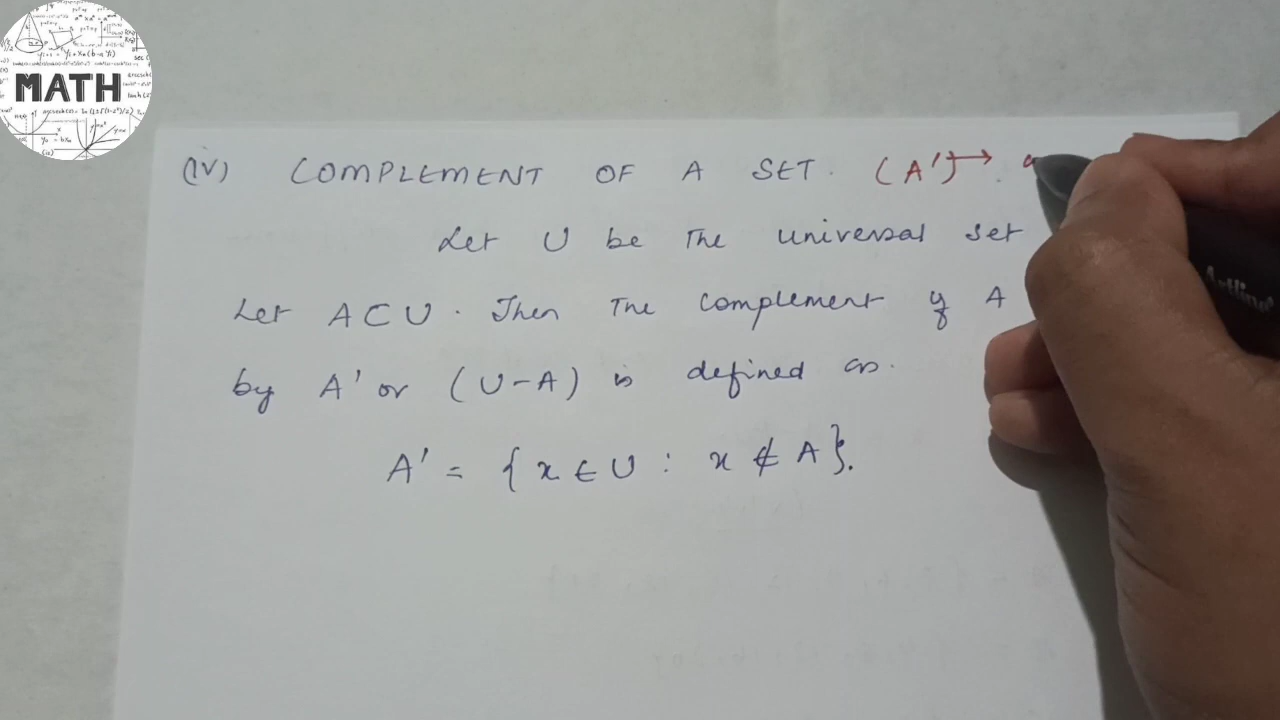 MATH
(iv) COMPLEMENT OF A SET. (A') →
Let U be the universal set
Let A ⊂ U. Then the complement of A
by A' or (U-A) is defined as.
A' = {x ∈ U : x ∉ A}.
Artline